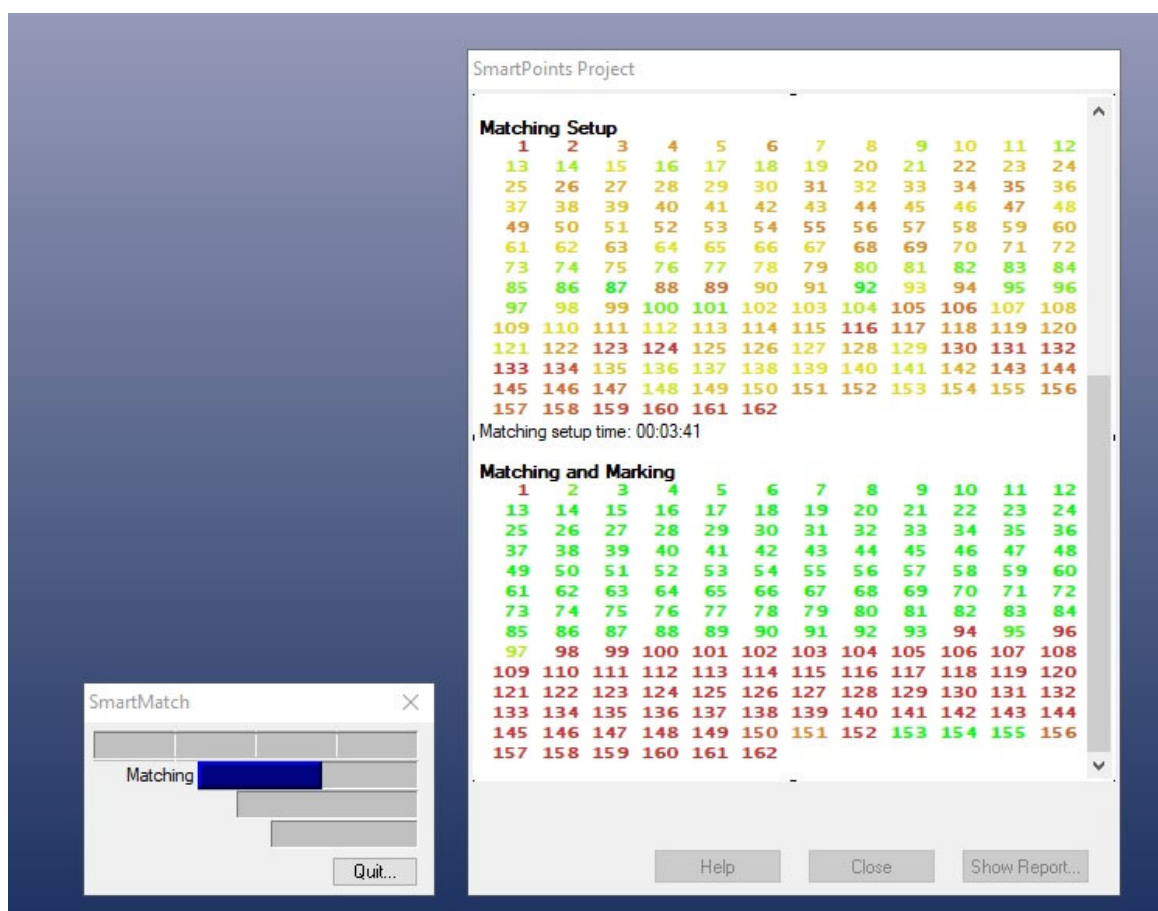 SmartPoints Project
Matching Setup
1 2 3 4 5 6 7 8 9 10 11 12
13 14 15 16 17 18 19 20 21 22 23 24
25 26 27 28 29 30 31 32 33 34 35 36
37 38 39 40 41 42 43 44 45 46 47 48
49 50 51 52 53 54 55 56 57 58 59 60
61 62 63 64 65 66 67 68 69 70 71 72
73 74 75 76 77 78 79 80 81 82 83 84
85 86 87 88 89 90 91 92 93 94 95 96
97 98 99 100 101 102 103 104 105 106 107 108
109 110 111 112 113 114 115 116 117 118 119 120
121 122 123 124 125 126 127 128 129 130 131 132
133 134 135 136 137 138 139 140 141 142 143 144
145 146 147 148 149 150 151 152 153 154 155 156
157 158 159 160 161 162
Matching setup time: 00:03:41
Matching and Marking
1 2 3 4 5 6 7 8 9 10 11 12
13 14 15 16 17 18 19 20 21 22 23 24
25 26 27 28 29 30 31 32 33 34 35 36
37 38 39 40 41 42 43 44 45 46 47 48
49 50 51 52 53 54 55 56 57 58 59 60
61 62 63 64 65 66 67 68 69 70 71 72
73 74 75 76 77 78 79 80 81 82 83 84
85 86 87 88 89 90 91 92 93 94 95 96
97 98 99 100 101 102 103 104 105 106 107 108
109 110 111 112 113 114 115 116 117 118 119 120
121 122 123 124 125 126 127 128 129 130 131 132
133 134 135 136 137 138 139 140 141 142 143 144
145 146 147 148 149 150 151 152 153 154 155 156
157 158 159 160 161 162
Help Close Show Report...
SmartMatch
Matching
Quit...